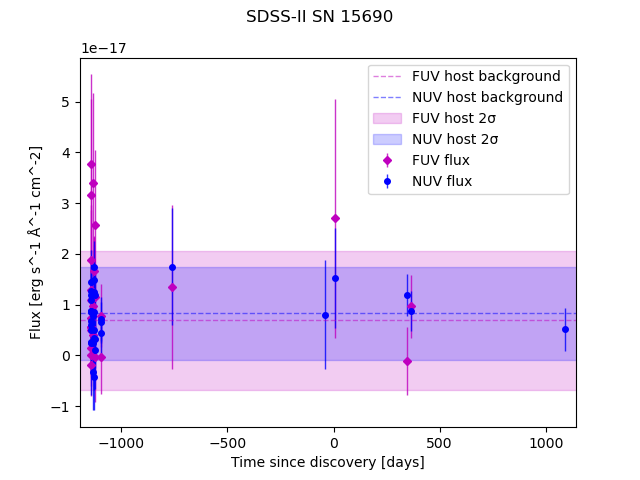 SDSS-II SN 15690
1e−17
FUV host background
NUV host background
FUV host 2σ
NUV host 2σ
FUV flux
NUV flux
5
4
3
2
1
0
−1
Flux [erg s^-1 Å^-1 cm^-2]
−1000
−500
0
500
1000
Time since discovery [days]